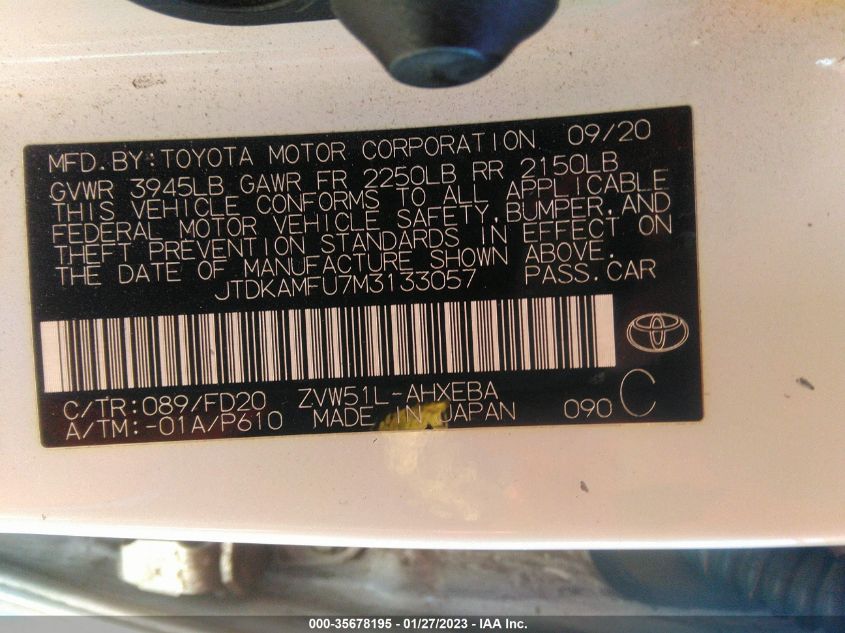 MFD.BY:TOYOTA MOTOR CORPORATION 09/20
GVWR 3945LB GAWR FR 2250LB RR 2150LB
THIS VEHICLE CONFORMS TO ALL APPLICABLE
FEDERAL MOTOR VEHICLE SAFETY,BUMPER,AND
THEFT PREVENTION STANDARDS IN EFFECT ON
THE DATE OF MANUFACTURE SHOWN ABOVE.
JTDKAMFU7M3133057 PASS.CAR
C/TR:089/FD20 ZVW51L-AHXEBA
A/TM:-01A/P610 MADE IN JAPAN 090 C
000-35678195 - 01/27/2023 - IAA Inc.